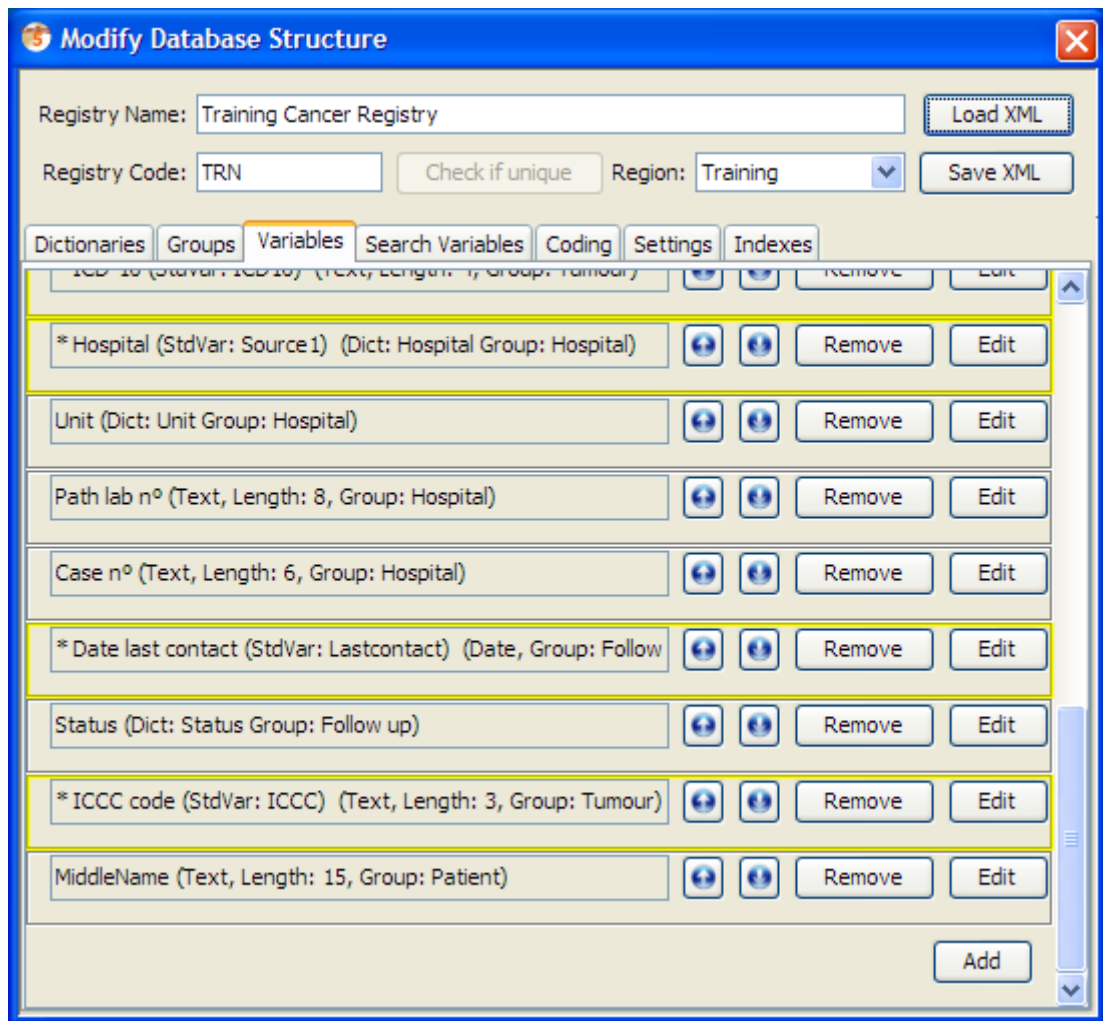 Modify Database Structure
Registry Name: Training Cancer Registry Load XML
Registry Code: TRN Check if unique Region: Training Save XML
Dictionaries Groups Variables Search Variables Coding Settings Indexes
* Hospital (StdVar: Source1) (Dict: Hospital Group: Hospital) Remove Edit
Unit (Dict: Unit Group: Hospital) Remove Edit
Path lab nº (Text, Length: 8, Group: Hospital) Remove Edit
Case nº (Text, Length: 6, Group: Hospital) Remove Edit
* Date last contact (StdVar: Lastcontact) (Date, Group: Follow Remove Edit
Status (Dict: Status Group: Follow up) Remove Edit
* ICCC code (StdVar: ICCC) (Text, Length: 3, Group: Tumour) Remove Edit
MiddleName (Text, Length: 15, Group: Patient) Remove Edit
Add